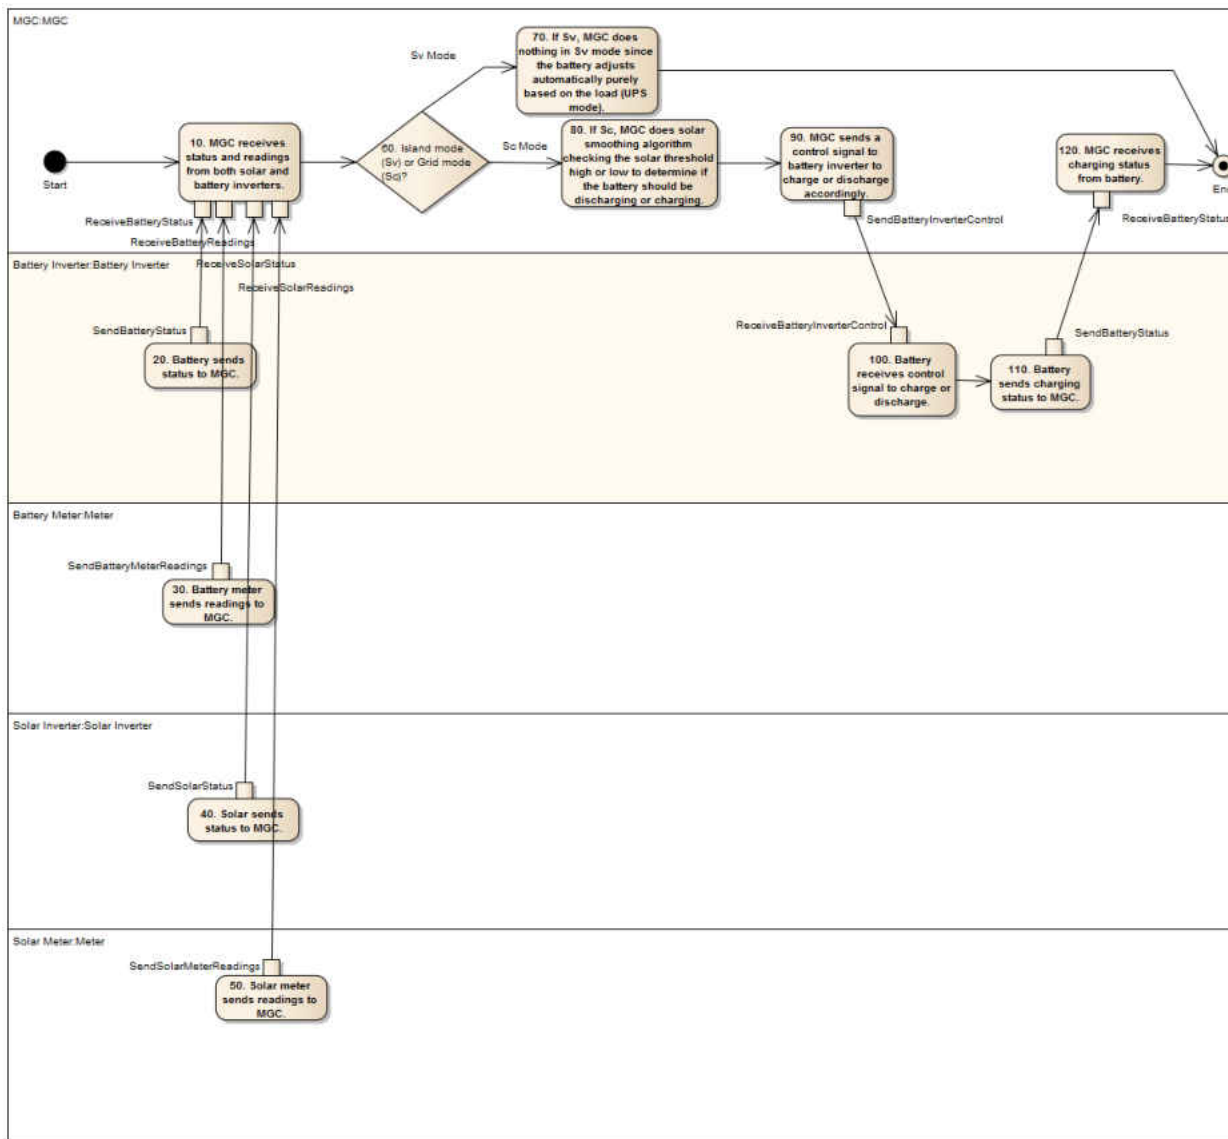 MGC:MGC
70. If Sv, MGC does
nothing in Sv mode since
the battery adjusts
automatically purely
based on the load (UPS
mode).
Sv Mode
10. MGC receives
status and readings
from both solar and
battery inverters.
60. Island mode
(Sv) or Grid mode
(Sc)?
Sc Mode
80. If Sc, MGC does solar
smoothing algorithm
checking the solar threshold
high or low to determine if
the battery should be
discharging or charging.
90. MGC sends a
control signal to
battery inverter to
charge or discharge
accordingly.
120. MGC receives
charging status
from battery.
Start
End
ReceiveBatteryStatus
ReceiveBatteryReadings
ReceiveSolarStatus
ReceiveSolarReadings
SendBatteryInverterControl
ReceiveBatteryStatus
Battery Inverter:Battery Inverter
SendBatteryStatus
20. Battery sends
status to MGC.
ReceiveBatteryInverterControl
100. Battery
receives control
signal to charge or
discharge.
SendBatteryStatus
110. Battery
sends charging
status to MGC.
Battery Meter:Meter
SendBatteryMeterReadings
30. Battery meter
sends readings to
MGC.
Solar Inverter:Solar Inverter
SendSolarStatus
40. Solar sends
status to MGC.
Solar Meter:Meter
SendSolarMeterReadings
50. Solar meter
sends readings to
MGC.